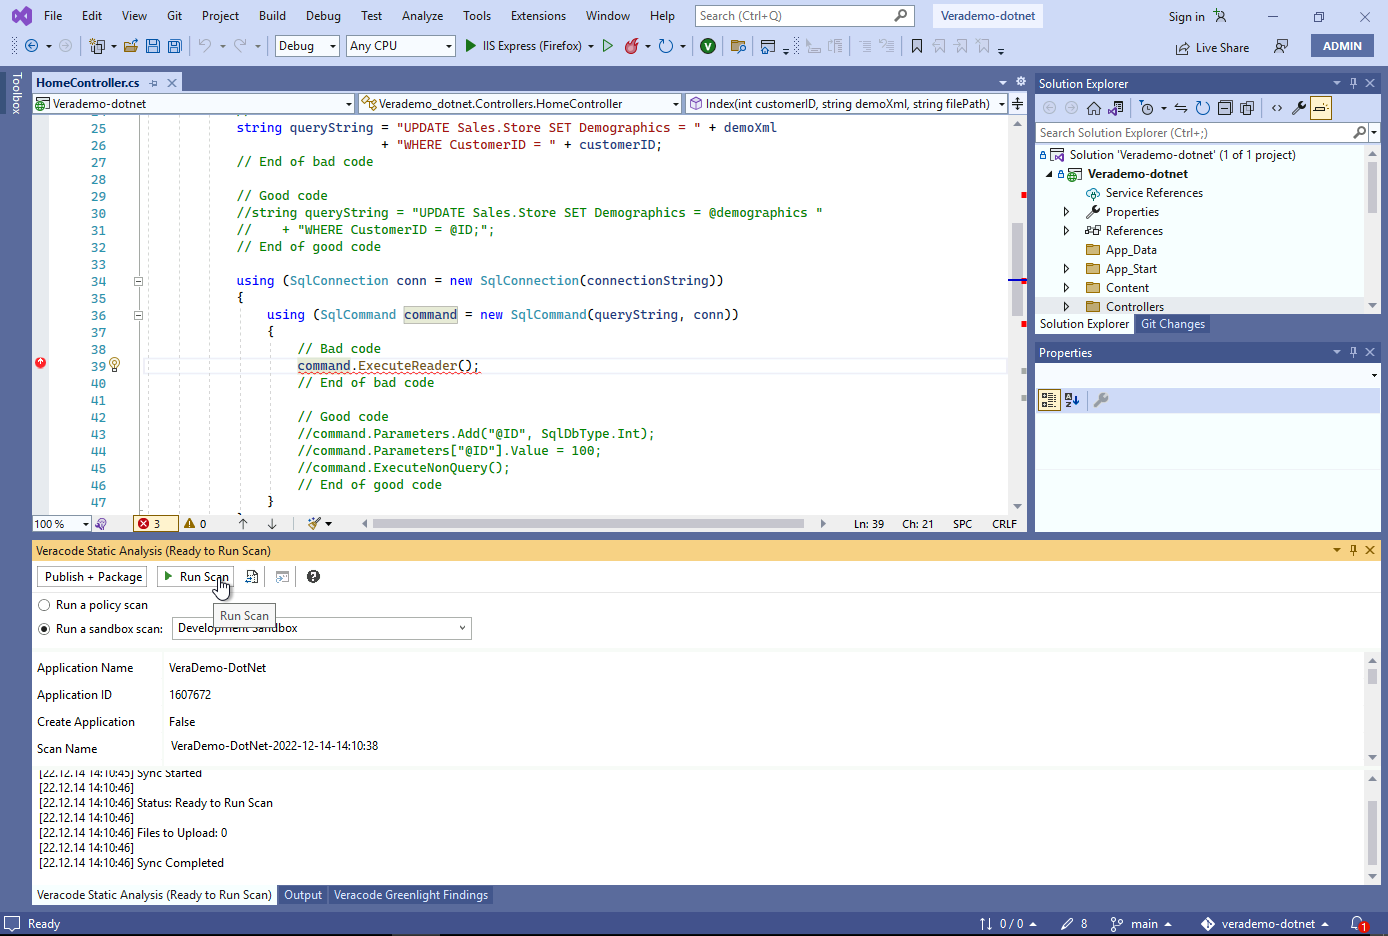 File Edit View Git Project Build Debug Test Analyze Tools Extensions Window Help Search (Ctrl+Q) Verademo-dotnet Sign in
Debug Any CPU IIS Express (Firefox) Live Share ADMIN
Toolbox
HomeController.cs
Verademo-dotnet Verademo_dotnet.Controllers.HomeController Index(int customerID, string demoXml, string filePath)
25 string queryString = "UPDATE Sales.Store SET Demographics = " + demoXml
26 + "WHERE CustomerID = " + customerID;
27 // End of bad code
28
29 // Good code
30 //string queryString = "UPDATE Sales.Store SET Demographics = @demographics "
31 // + "WHERE CustomerID = @ID;";
32 // End of good code
33
34 using (SqlConnection conn = new SqlConnection(connectionString))
35 {
36 using (SqlCommand command = new SqlCommand(queryString, conn))
37 {
38 // Bad code
39 command.ExecuteReader();
40 // End of bad code
41
42 // Good code
43 //command.Parameters.Add("@ID", SqlDbType.Int);
44 //command.Parameters["@ID"].Value = 100;
45 //command.ExecuteNonQuery();
46 // End of good code
47 }
100 % 3 0 Ln: 39 Ch: 21 SPC CRLF
Solution Explorer
Search Solution Explorer (Ctrl+;)
Solution 'Verademo-dotnet' (1 of 1 project)
Verademo-dotnet
Service References
Properties
References
App_Data
App_Start
Content
Controllers
Solution Explorer Git Changes
Properties
Veracode Static Analysis (Ready to Run Scan)
Publish + Package Run Scan
Run a policy scan
Run Scan
Run a sandbox scan: Development Sandbox
Application Name VeraDemo-DotNet
Application ID 1607672
Create Application False
Scan Name VeraDemo-DotNet-2022-12-14-14:10:38
[22.12.14 14:10:45] Sync Started
[22.12.14 14:10:46]
[22.12.14 14:10:46] Status: Ready to Run Scan
[22.12.14 14:10:46]
[22.12.14 14:10:46] Files to Upload: 0
[22.12.14 14:10:46]
[22.12.14 14:10:46] Sync Completed
Veracode Static Analysis (Ready to Run Scan) Output Veracode Greenlight Findings
Ready 0 / 0 8 main verademo-dotnet 1